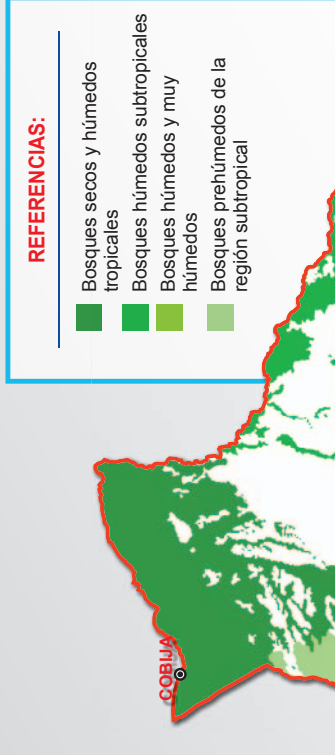 REFERENCIAS:
Bosques secos y húmedos
tropicales
Bosques húmedos subtropicales
Bosques húmedos y muy
húmedos
Bosques prehúmedos de la
región subtropical
COBIJA